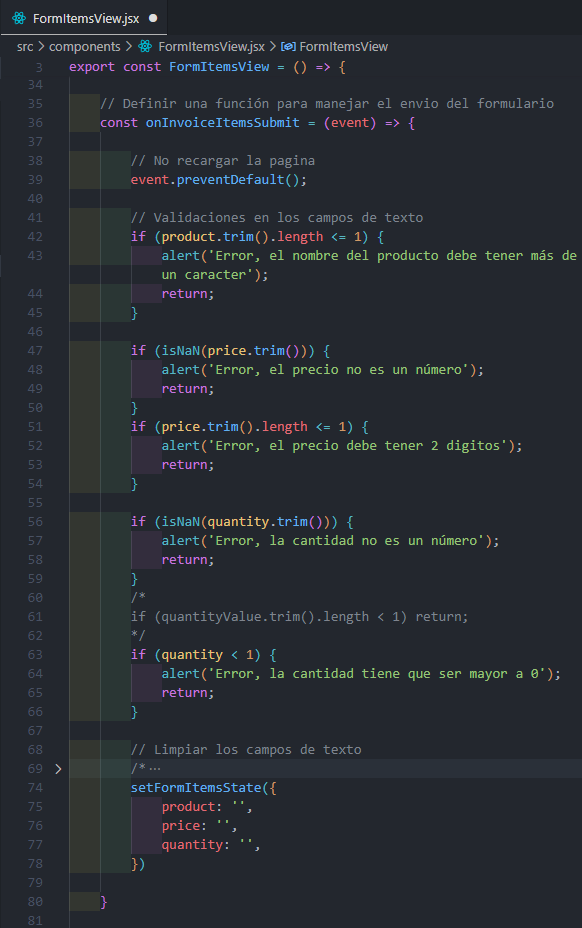 FormItemsView.jsx
src > components > FormItemsView.jsx > FormItemsView
3 export const FormItemsView = () => {
34
35 // Definir una función para manejar el envio del formulario
36 const onInvoiceItemsSubmit = (event) => {
37
38 // No recargar la pagina
39 event.preventDefault();
40
41 // Validaciones en los campos de texto
42 if (product.trim().length <= 1) {
43 alert('Error, el nombre del producto debe tener más de
un caracter');
44 return;
45 }
46
47 if (isNaN(price.trim())) {
48 alert('Error, el precio no es un número');
49 return;
50 }
51 if (price.trim().length <= 1) {
52 alert('Error, el precio debe tener 2 digitos');
53 return;
54 }
55
56 if (isNaN(quantity.trim())) {
57 alert('Error, la cantidad no es un número');
58 return;
59 }
60 /*
61 if (quantityValue.trim().length < 1) return;
62 */
63 if (quantity < 1) {
64 alert('Error, la cantidad tiene que ser mayor a 0');
65 return;
66 }
67
68 // Limpiar los campos de texto
69 > /* ···
74 setFormItemsState({
75 product: '',
76 price: '',
77 quantity: '',
78 })
79
80 }
81